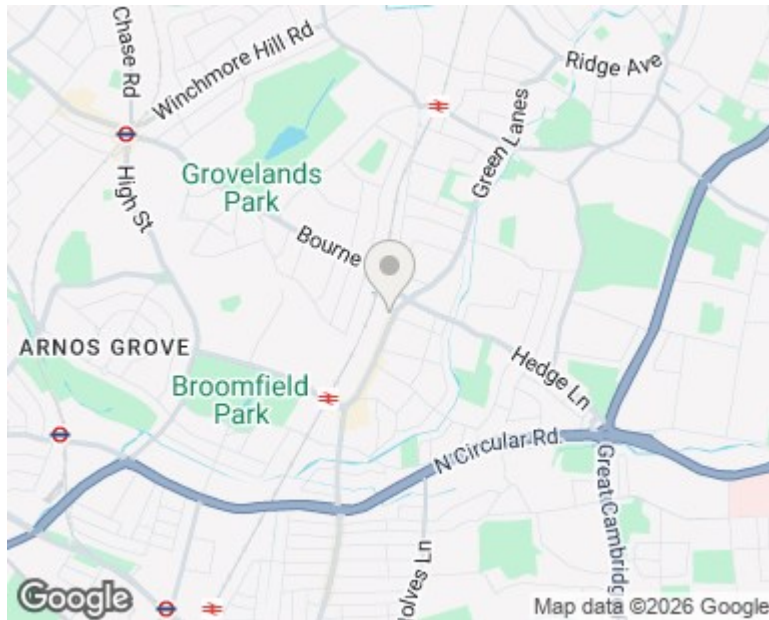 Chase Rd
Winchmore Hill Rd
Ridge Ave
Green Lanes
High St
Grovelands
Park
Bourne
ARNOS GROVE
Broomfield
Park
Hedge Ln
N Circular Rd.
Great Cambridg
olves Ln
Google
Map data ©2026 Google